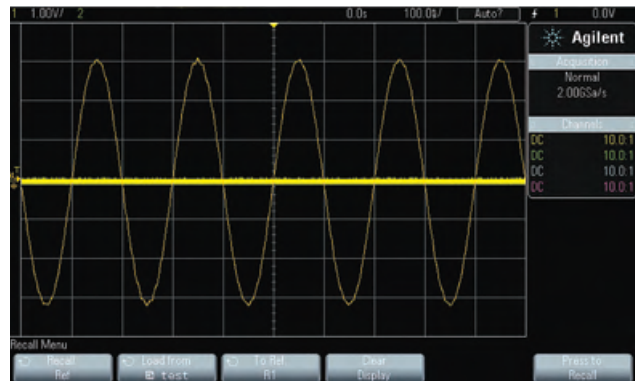 1 1.00V/ 2 0.0s 100.0s/ Auto? 1 0.0V
Agilent
Acquisition
Normal
2.00GSa/s
Channels
DC 10.0:1
DC 10.0:1
DC 10.0:1
DC 10.0:1
Recall Menu
Recall Load from To Ref Clear Press to
Ref test R1 Display Recall